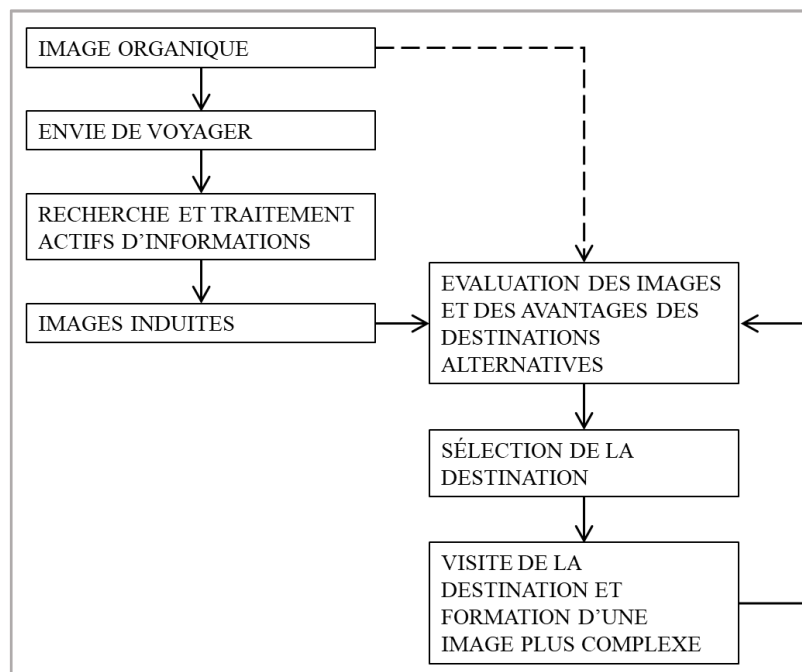 IMAGE ORGANIQUE
ENVIE DE VOYAGER
RECHERCHE ET TRAITEMENT
ACTIFS D'INFORMATIONS
IMAGES INDUITES
EVALUATION DES IMAGES
ET DES AVANTAGES DES
DESTINATIONS
ALTERNATIVES
SÉLECTION DE LA
DESTINATION
VISITE DE LA
DESTINATION ET
FORMATION D'UNE
IMAGE PLUS COMPLEXE